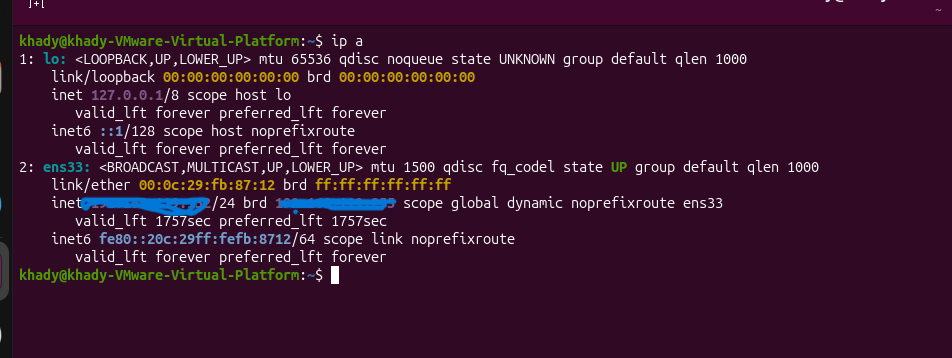 ]+[
~
khady@khady-VMware-Virtual-Platform:~$ ip a
1: lo: <LOOPBACK,UP,LOWER_UP> mtu 65536 qdisc noqueue state UNKNOWN group default qlen 1000
link/loopback 00:00:00:00:00:00 brd 00:00:00:00:00:00
inet 127.0.0.1/8 scope host lo
valid_lft forever preferred_lft forever
inet6 ::1/128 scope host noprefixroute
valid_lft forever preferred_lft forever
2: ens33: <BROADCAST,MULTICAST,UP,LOWER_UP> mtu 1500 qdisc fq_codel state UP group default qlen 1000
link/ether 00:0c:29:fb:87:12 brd ff:ff:ff:ff:ff:ff
inet /24 brd scope global dynamic noprefixroute ens33
valid_lft 1757sec preferred_lft 1757sec
inet6 fe80::20c:29ff:fefb:8712/64 scope link noprefixroute
valid_lft forever preferred_lft forever
khady@khady-VMware-Virtual-Platform:~$